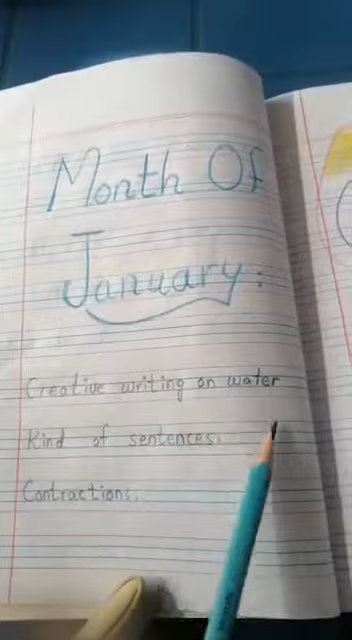 Month Of
January:
Creative writing on water
Kind of sentences.
Contractions.